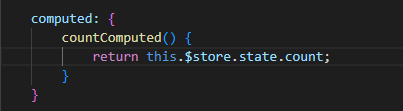 computed: {
countComputed() {
return this.$store.state.count;
}
}